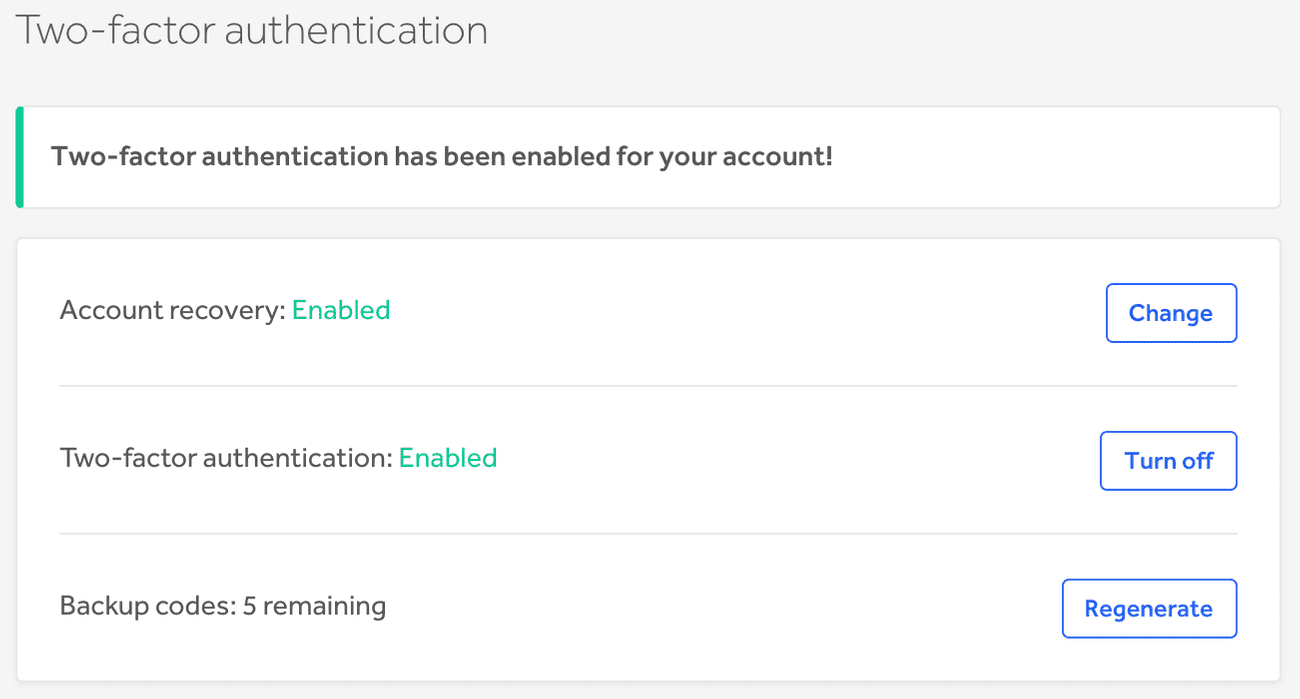 Two-factor authentication
Two-factor authentication has been enabled for your account!
Account recovery: Enabled
Change
Two-factor authentication: Enabled
Turn off
Backup codes: 5 remaining
Regenerate